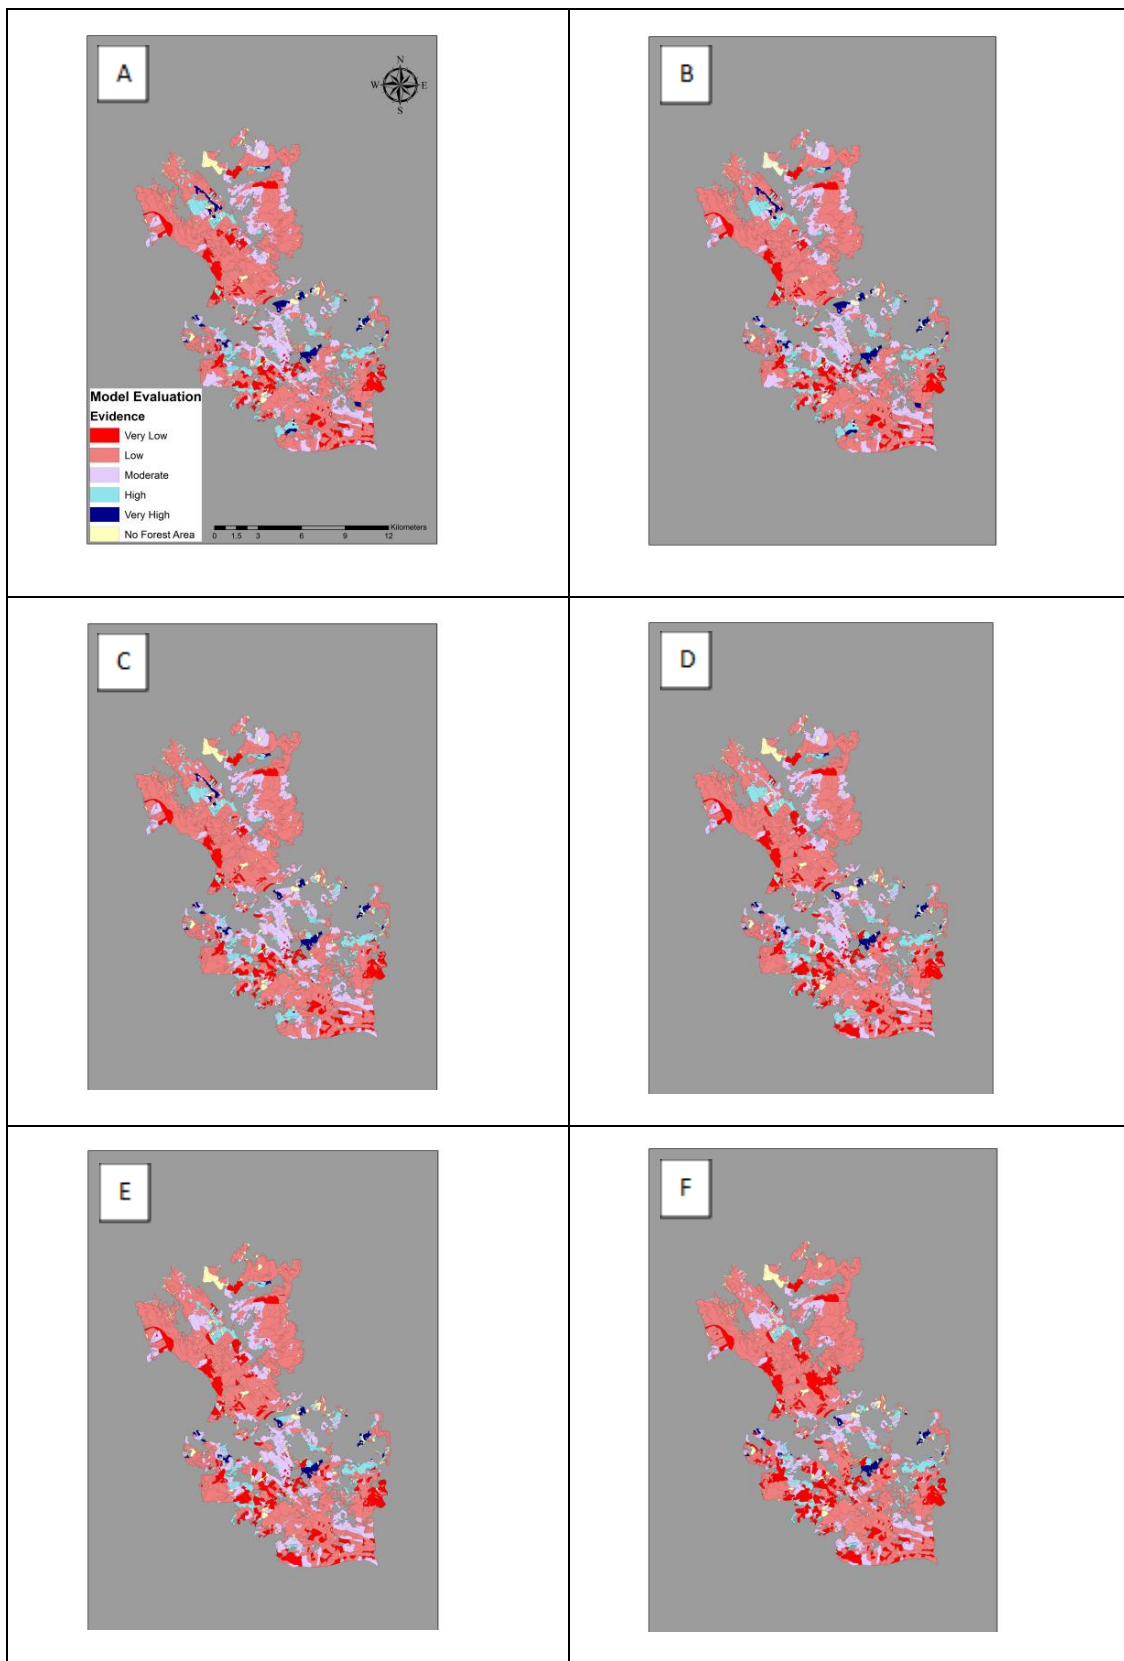 A
N
W E
S
Model Evaluation
Evidence
Very Low
Low
Moderate
High
Very High
No Forest Area
Kilometers
0 1.5 3 6 9 12
B
C
D
E
F